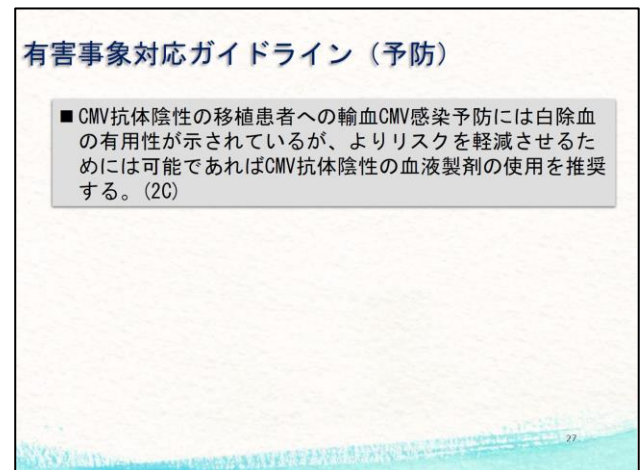 有害事象対応ガイドライン（予防）
■CMV抗体陰性の移植患者への輸血CMV感染予防には白除血
の有用性が示されているが、よりリスクを軽減させるた
めには可能であればCMV抗体陰性の血液製剤の使用を推奨
する。(2C)
27